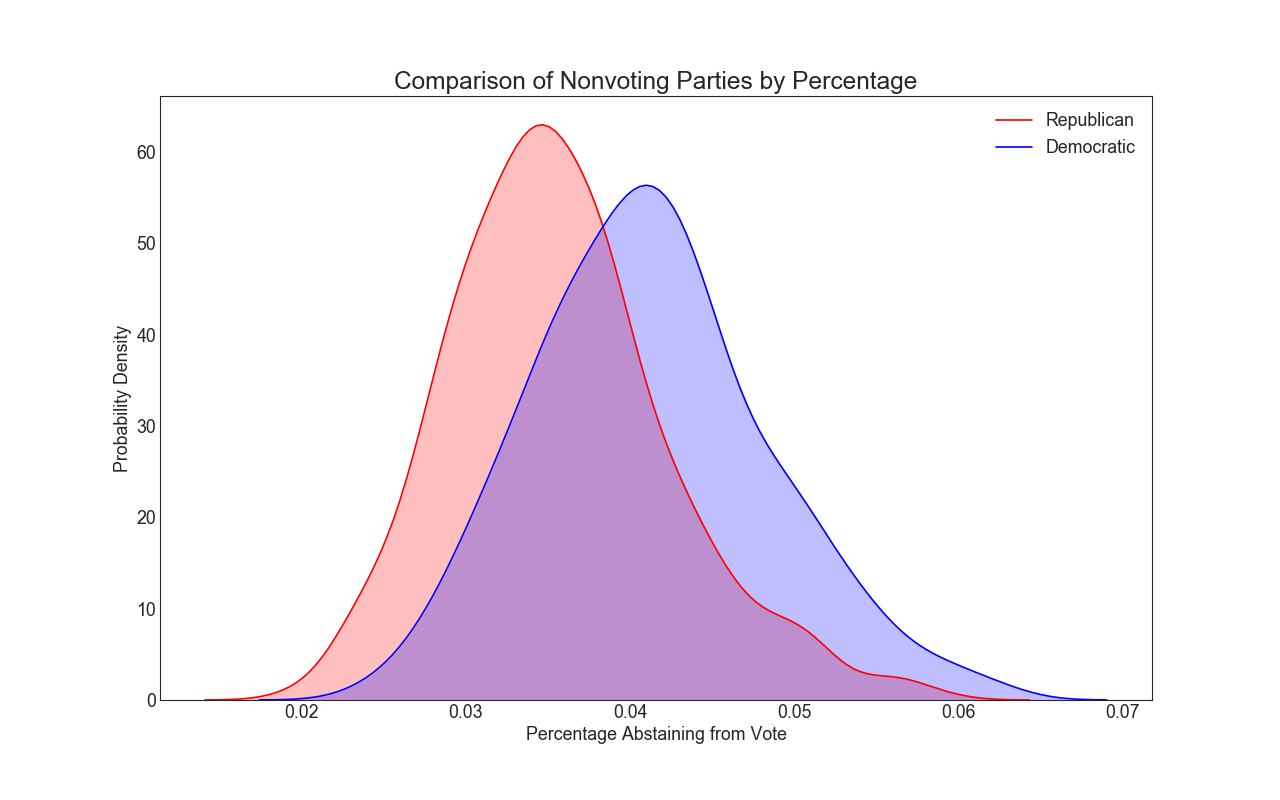 Comparison of Nonvoting Parties by Percentage
Republican
Democratic
60
50
40
30
20
10
0
Probability Density
0.02 0.03 0.04 0.05 0.06 0.07
Percentage Abstaining from Vote